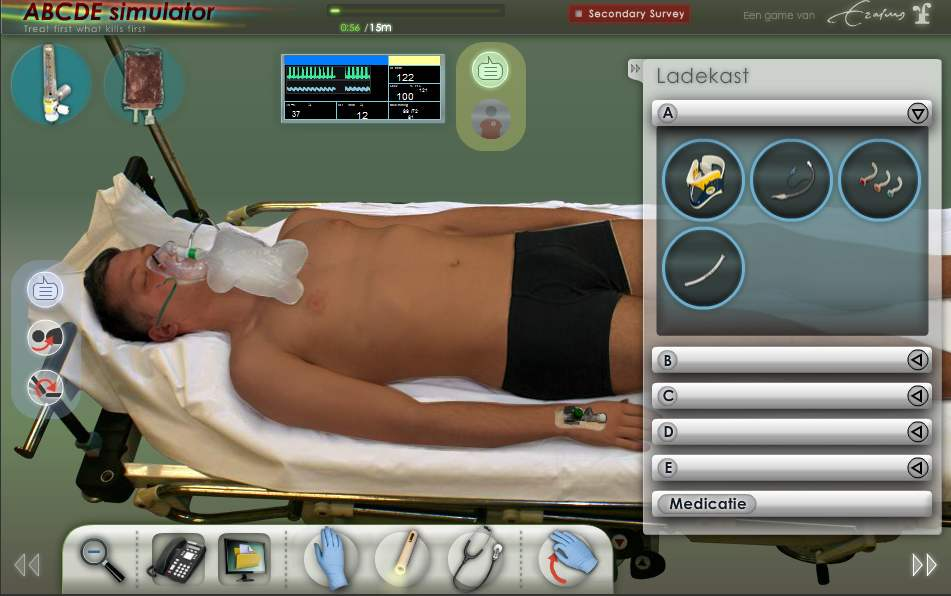 ABCDE simulator
Treat first what kills first
0:56 / 15m
Secondary Survey
Een game van
Erasmus
122
100
37
12
Ladekast
A
B
C
D
E
Medicatie